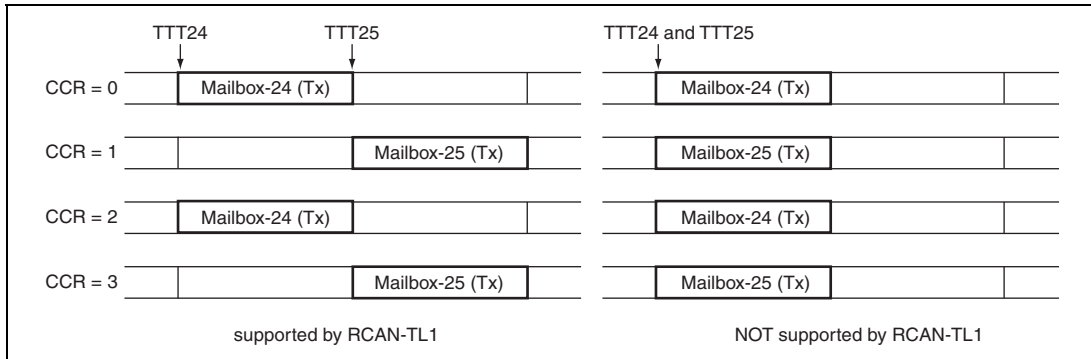 TTT24 TTT25 TTT24 and TTT25
CCR = 0 Mailbox-24 (Tx) Mailbox-24 (Tx)
CCR = 1 Mailbox-25 (Tx) Mailbox-25 (Tx)
CCR = 2 Mailbox-24 (Tx) Mailbox-24 (Tx)
CCR = 3 Mailbox-25 (Tx) Mailbox-25 (Tx)
supported by RCAN-TL1 NOT supported by RCAN-TL1